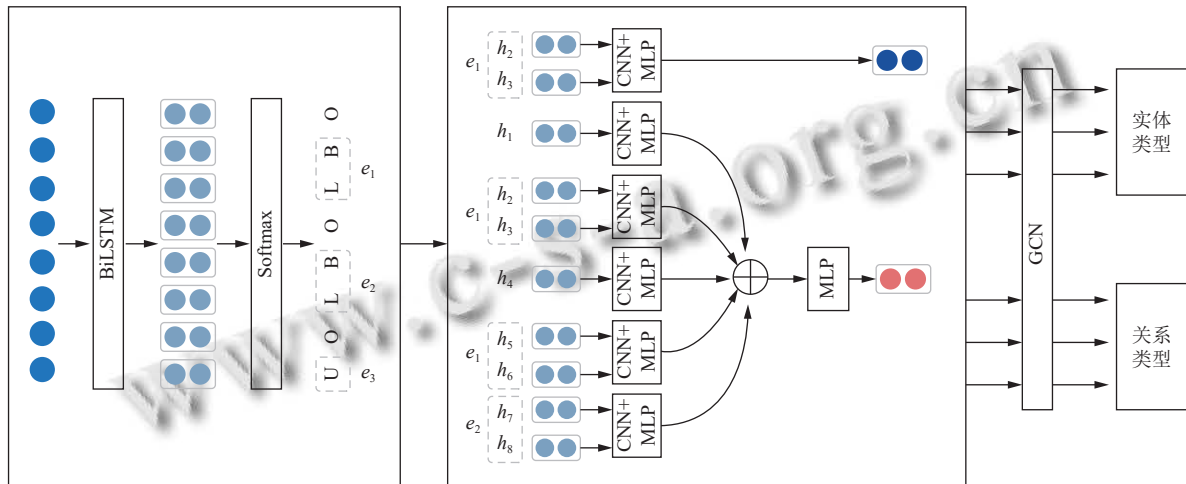 BiLSTM
Softmax
O
B
L
e1
O
B
L
e2
O
U
e3
e1
h2
h3
CNN+
MLP
h1
CNN+
MLP
e1
h2
h3
CNN+
MLP
h4
CNN+
MLP
e1
h5
h6
CNN+
MLP
e2
h7
h8
CNN+
MLP
MLP
GCN
实体
类型
关系
类型
www.c-s-a.org.cn